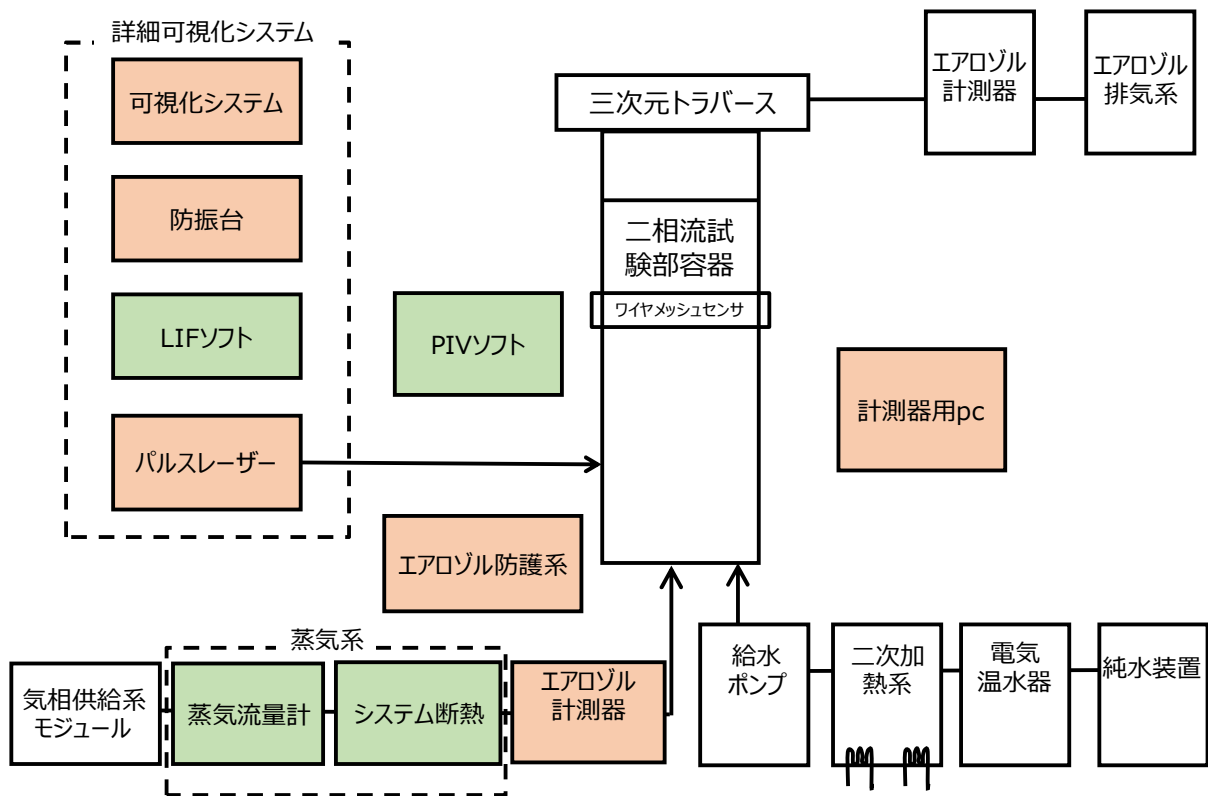 詳細可視化システム
可視化システム
防振台
LIFソフト
パルスレーザー
PIVソフト
エアロゾル防護系
三次元トラバース
二相流試
験部容器
ワイヤメッシュセンサ
エアロゾル
計測器
エアロゾル
排気系
計測器用pc
蒸気系
気相供給系
モジュール
蒸気流量計
システム断熱
エアロゾル
計測器
給水
ポンプ
二次加
熱系
電気
温水器
純水装置